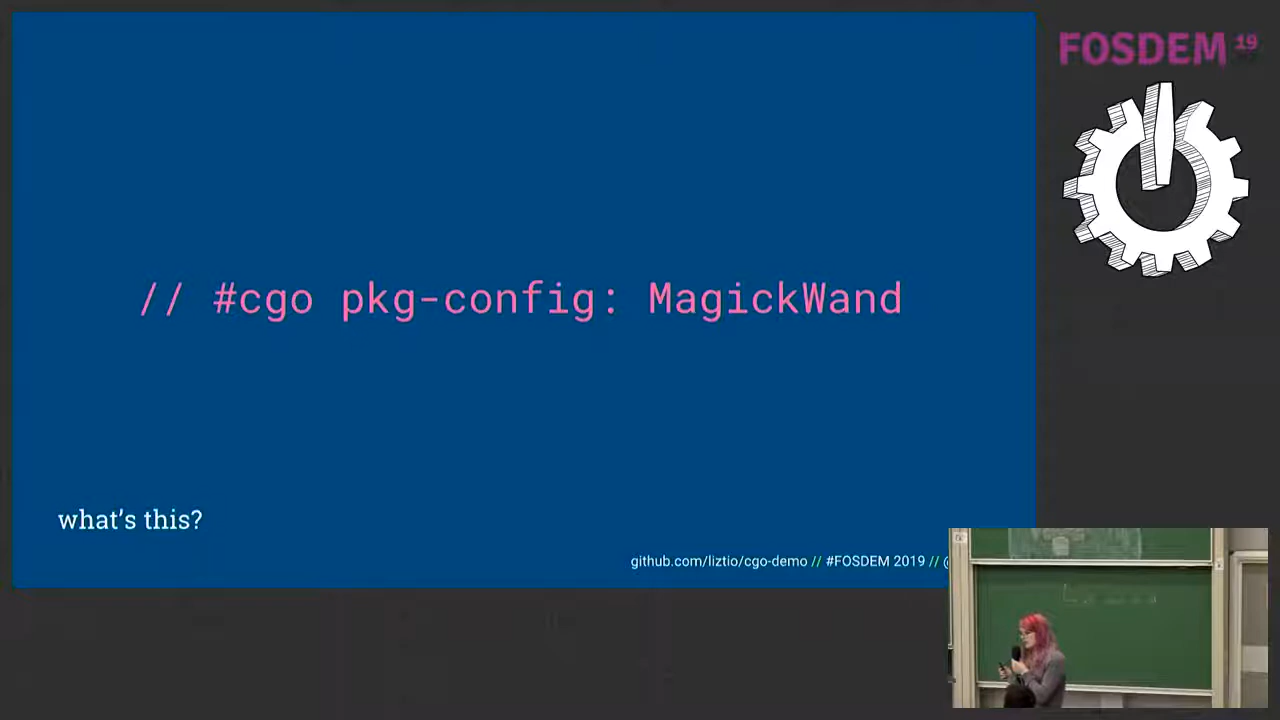 FOSDEM 19
// #cgo pkg-config: MagickWand
what's this?
github.com/liztio/cgo-demo // #FOSDEM 2019 // @